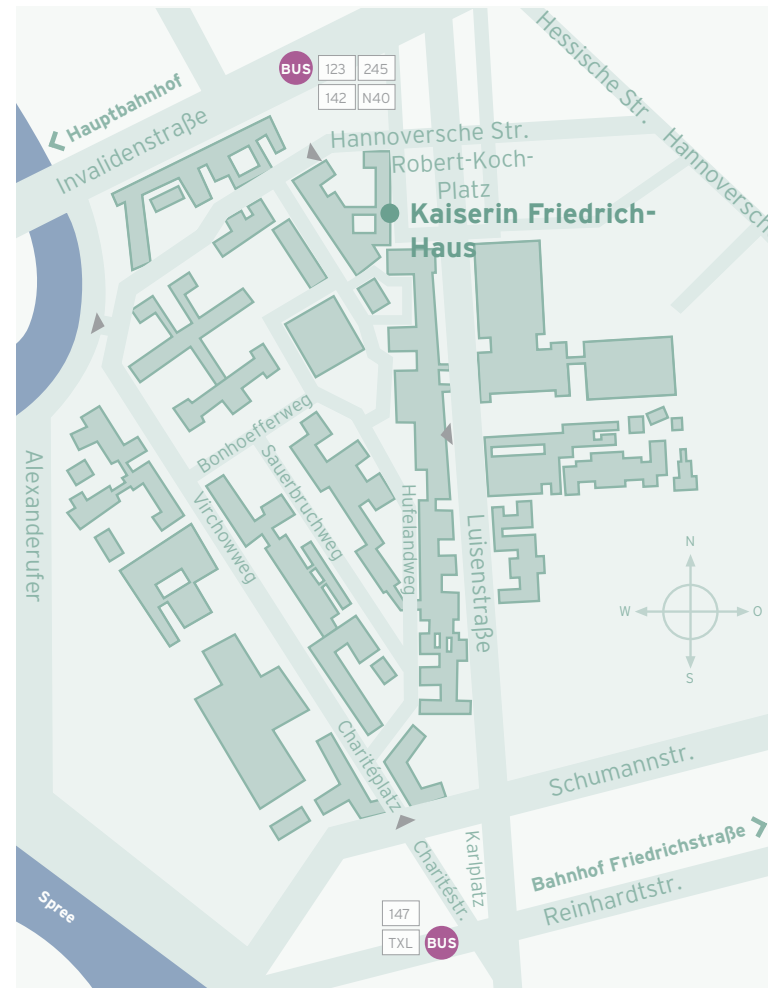 Hessische Str.
BUS
123
245
142
N40
Hauptbahnhof
Invalidenstraße
Hannoversche Str.
Hannoversch
Robert-Koch-
Platz
Kaiserin Friedrich-
Haus
Bonhoefferweg
Sauerbruchweg
Virchowweg
Alexanderufer
Hufelandweg
Luisenstraße
N
W
O
S
Charitéplatz
Schumannstr.
Charitéstr.
Karlplatz
Bahnhof Friedrichstraße
Reinhardtstr.
Spree
147
TXL
BUS